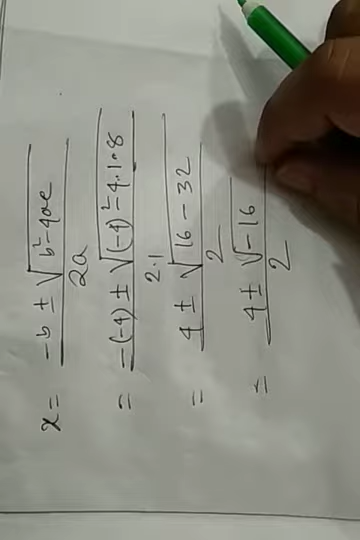 x = -b ± √b²-4ac / 2a
= -(-4) ± √(-4)²-4.1.8 / 2.1
= 4 ± √16-32 / 2
= 4 ± √-16 / 2